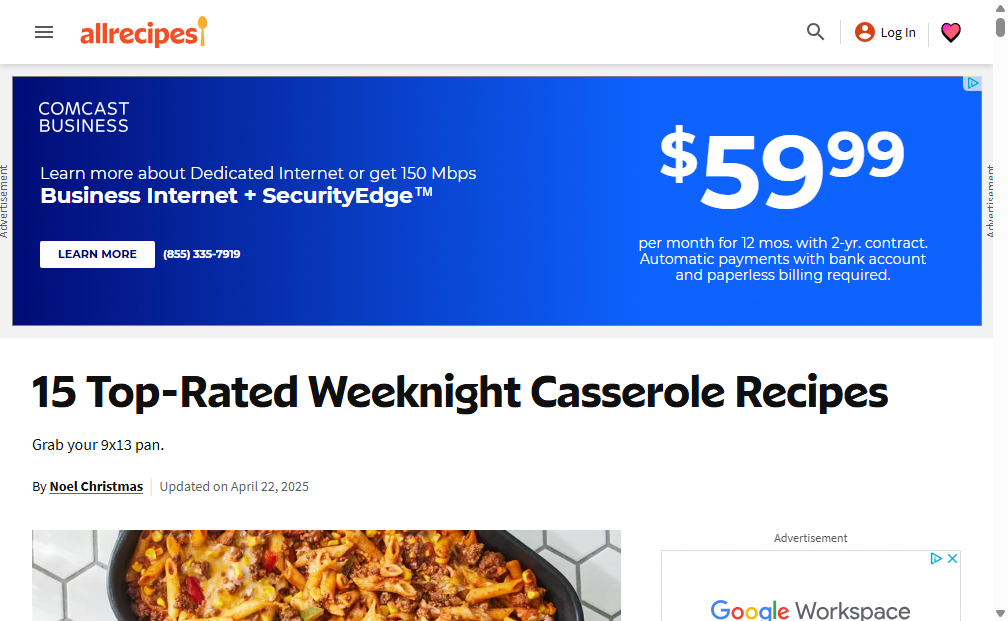 allrecipes
Log In
Advertisement
COMCAST
BUSINESS
Learn more about Dedicated Internet or get 150 Mbps
Business Internet + SecurityEdge™
LEARN MORE
(855) 335-7919
$59.99
per month for 12 mos. with 2-yr. contract.
Automatic payments with bank account
and paperless billing required.
Advertisement
15 Top-Rated Weeknight Casserole Recipes
Grab your 9x13 pan.
By Noel Christmas
Updated on April 22, 2025
Advertisement
Google Workspace